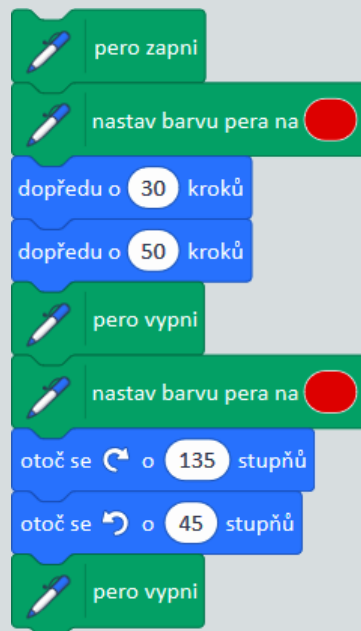 pero zapni
nastav barvu pera na
dopředu o 30 kroků
dopředu o 50 kroků
pero vypni
nastav barvu pera na
otoč se o 135 stupňů
otoč se o 45 stupňů
pero vypni